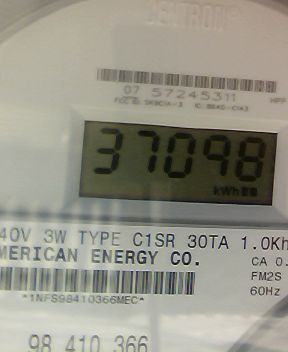 CENTRON®
07 57245311
37098
kWh
40V 3W TYPE C1SR 30TA 1.0Kh
MERICAN ENERGY CO.
CA 0.
FM2S
*1NFS98410366MEC*
60Hz
98 410 366